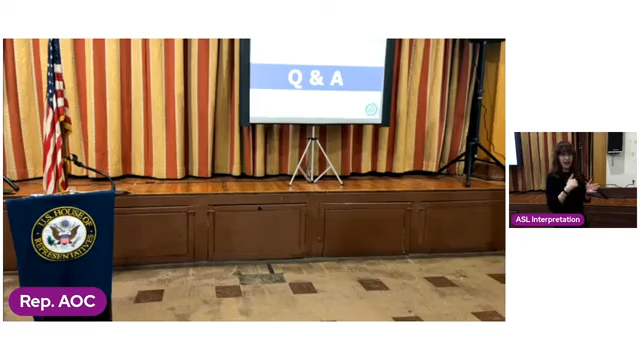 Q & A
U.S. HOUSE OF
REPRESENTATIVES
Rep. AOC
ASL Interpretation